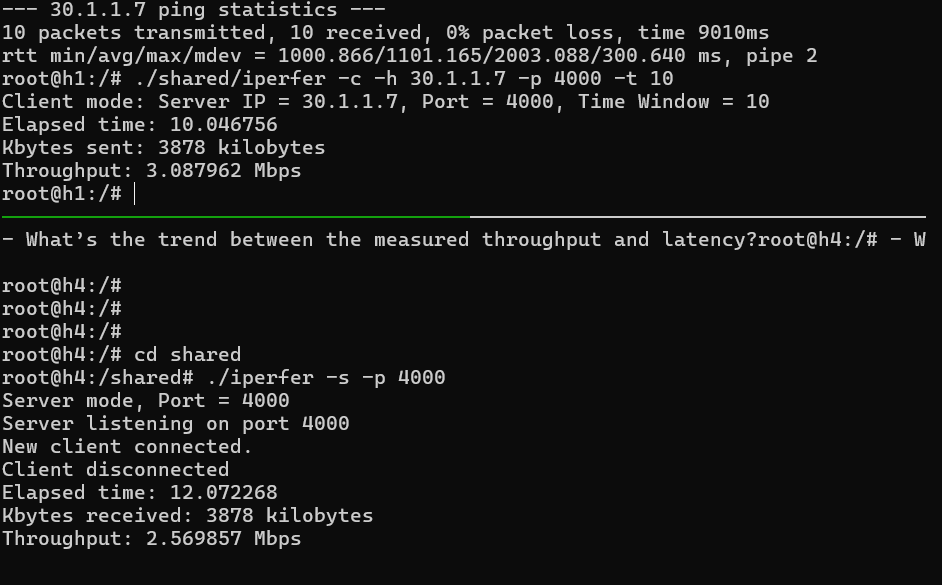 --- 30.1.1.7 ping statistics ---
10 packets transmitted, 10 received, 0% packet loss, time 9010ms
rtt min/avg/max/mdev = 1000.866/1101.165/2003.088/300.640 ms, pipe 2
root@h1:/# ./shared/iperfer -c -h 30.1.1.7 -p 4000 -t 10
Client mode: Server IP = 30.1.1.7, Port = 4000, Time Window = 10
Elapsed time: 10.046756
Kbytes sent: 3878 kilobytes
Throughput: 3.087962 Mbps
root@h1:/#
- What’s the trend between the measured throughput and latency?root@h4:/# - W
root@h4:/#
root@h4:/#
root@h4:/#
root@h4:/# cd shared
root@h4:/shared# ./iperfer -s -p 4000
Server mode, Port = 4000
Server listening on port 4000
New client connected.
Client disconnected
Elapsed time: 12.072268
Kbytes received: 3878 kilobytes
Throughput: 2.569857 Mbps